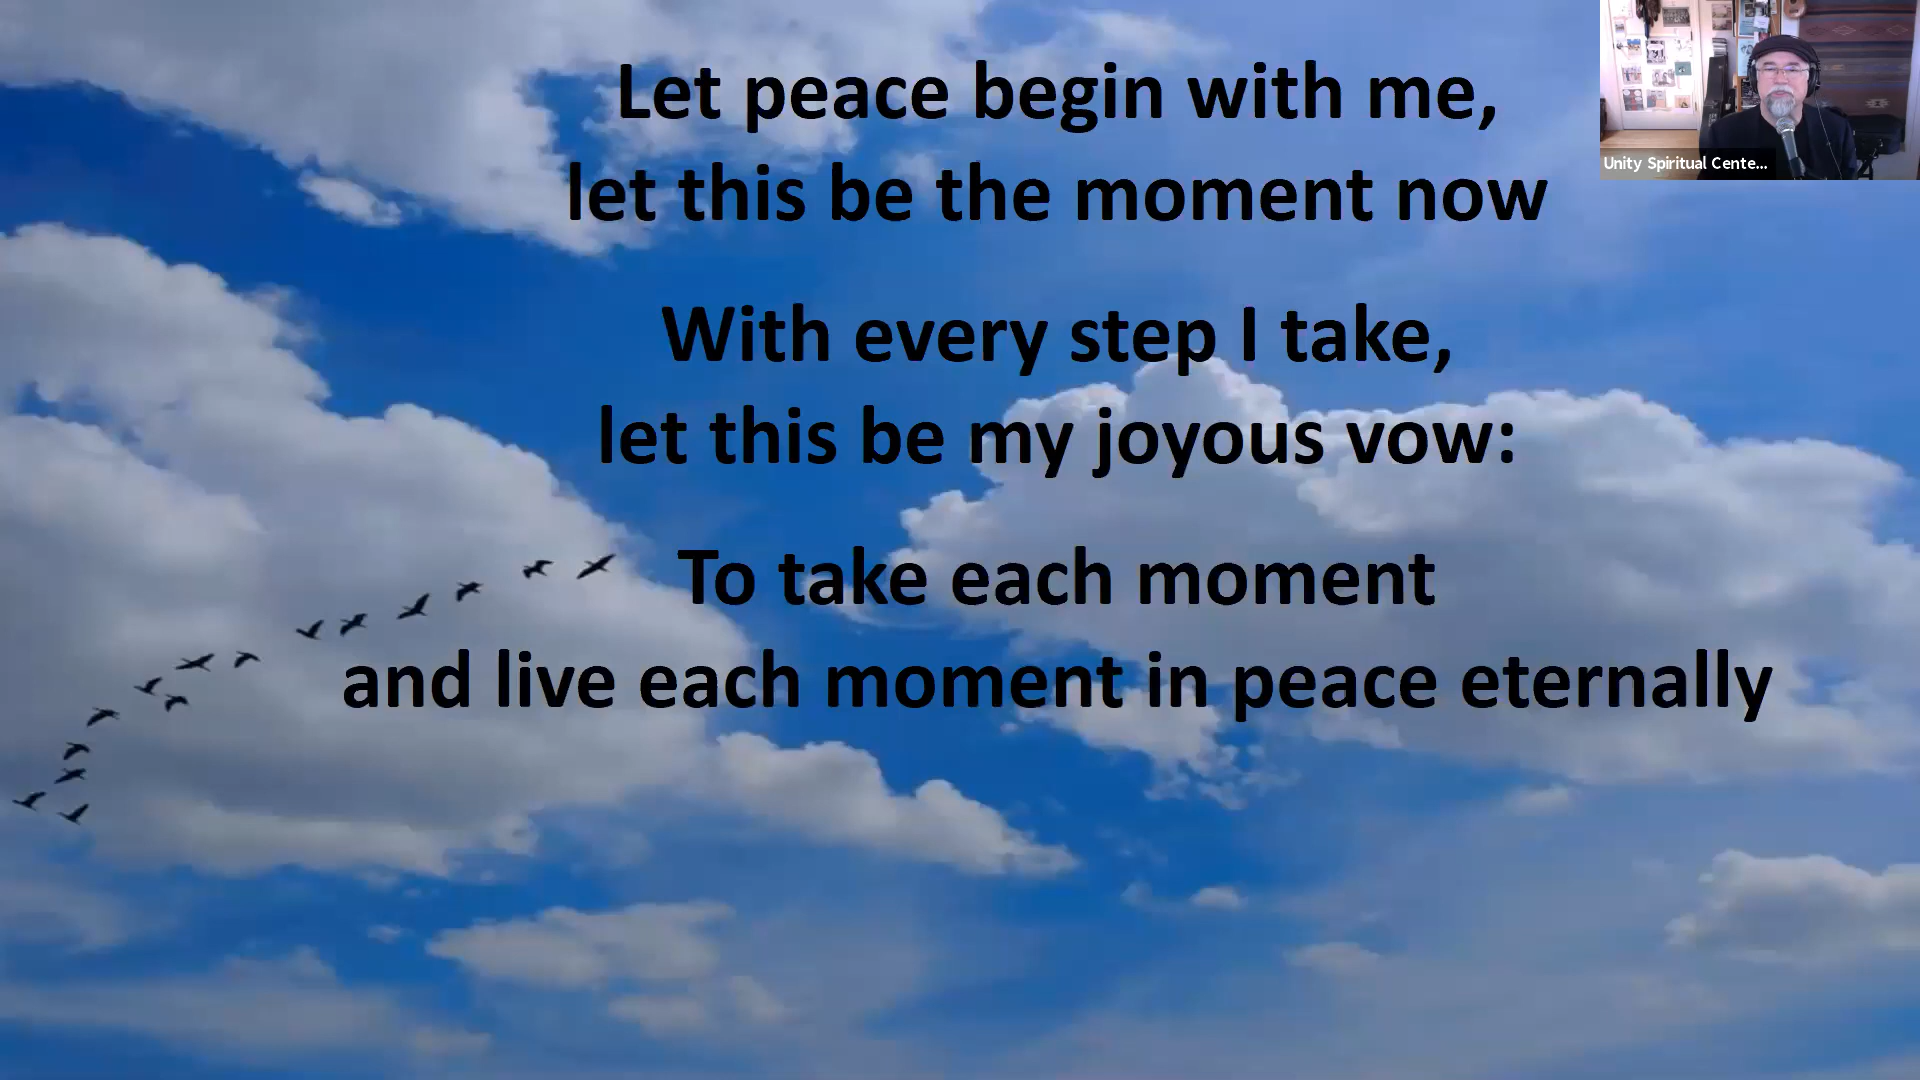 Let peace begin with me,
let this be the moment now
With every step I take,
let this be my joyous vow:
To take each moment
and live each moment in peace eternally
Unity Spiritual Cente...